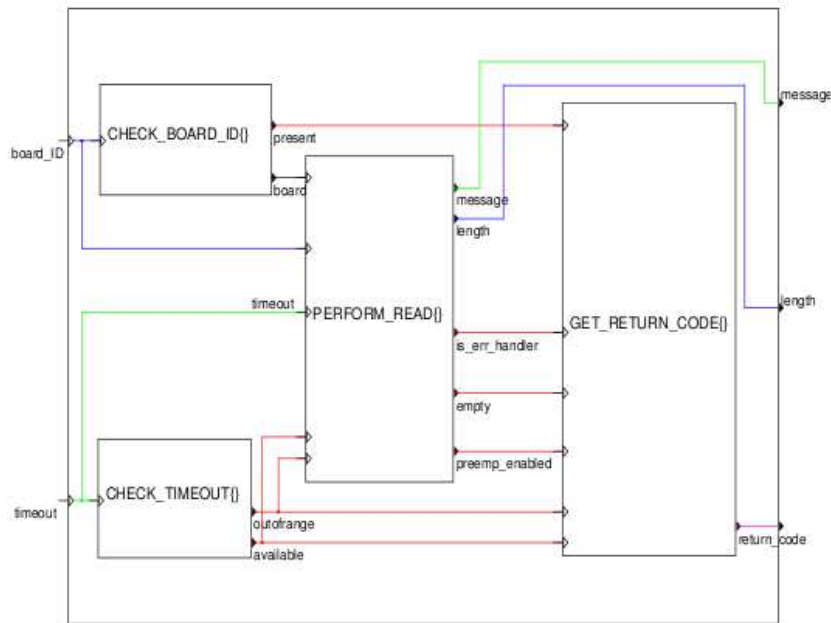 message
CHECK_BOARD_ID{}
present
board_ID
board
message
length
timeout
length
PERFORM_READ{}
GET_RETURN_CODE{}
is_err_handler
empty
preemp_enabled
CHECK_TIMEOUT{}
timeout
outofrange
return_code
available